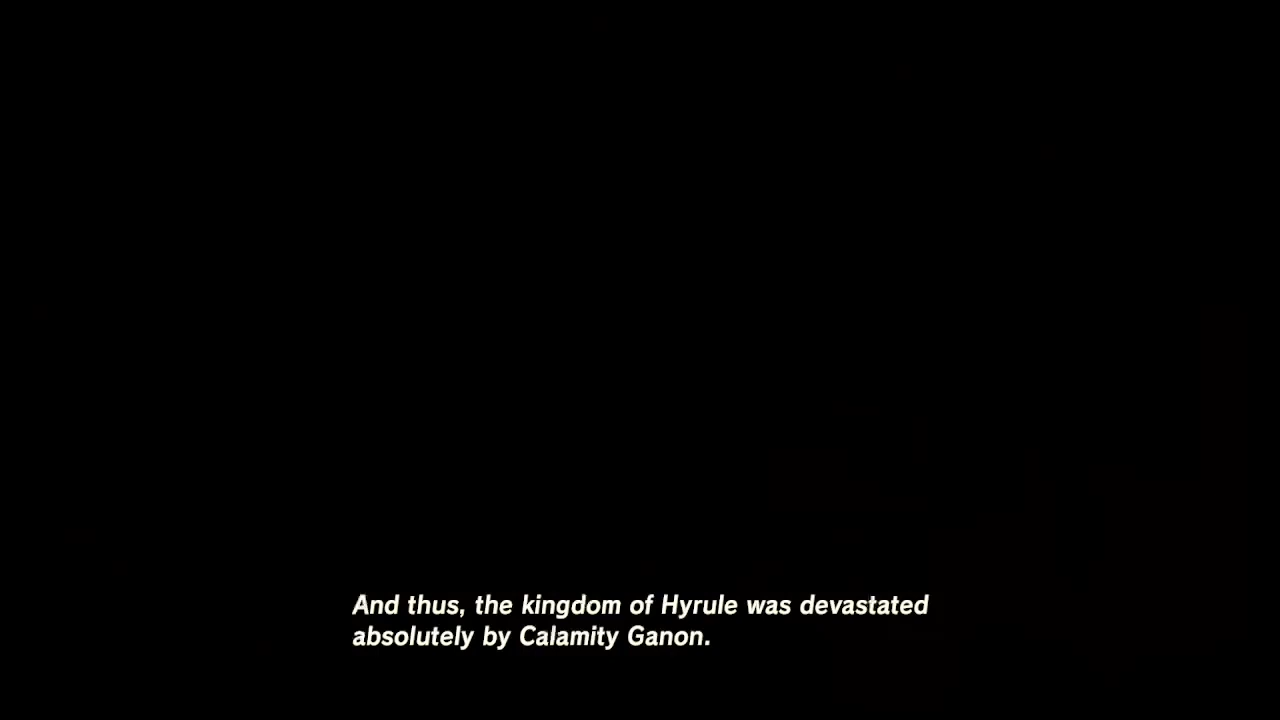 And thus, the kingdom of Hyrule was devastated
absolutely by Calamity Ganon.